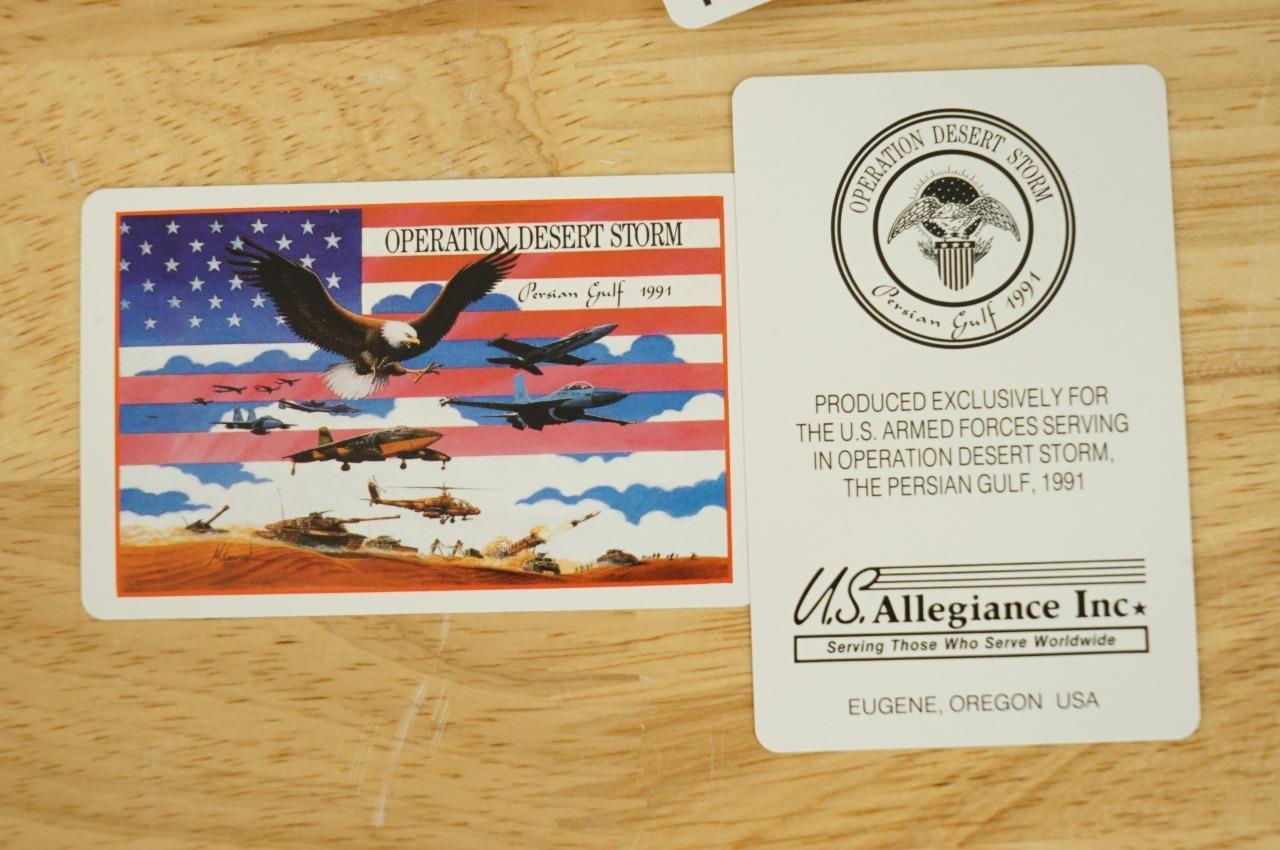 OPERATION DESERT STORM
Persian Gulf 1991
OPERATION DESERT STORM
Persian Gulf 1991
PRODUCED EXCLUSIVELY FOR
THE U.S. ARMED FORCES SERVING
IN OPERATION DESERT STORM,
THE PERSIAN GULF, 1991
U.S. Allegiance Inc★
Serving Those Who Serve Worldwide
EUGENE, OREGON USA